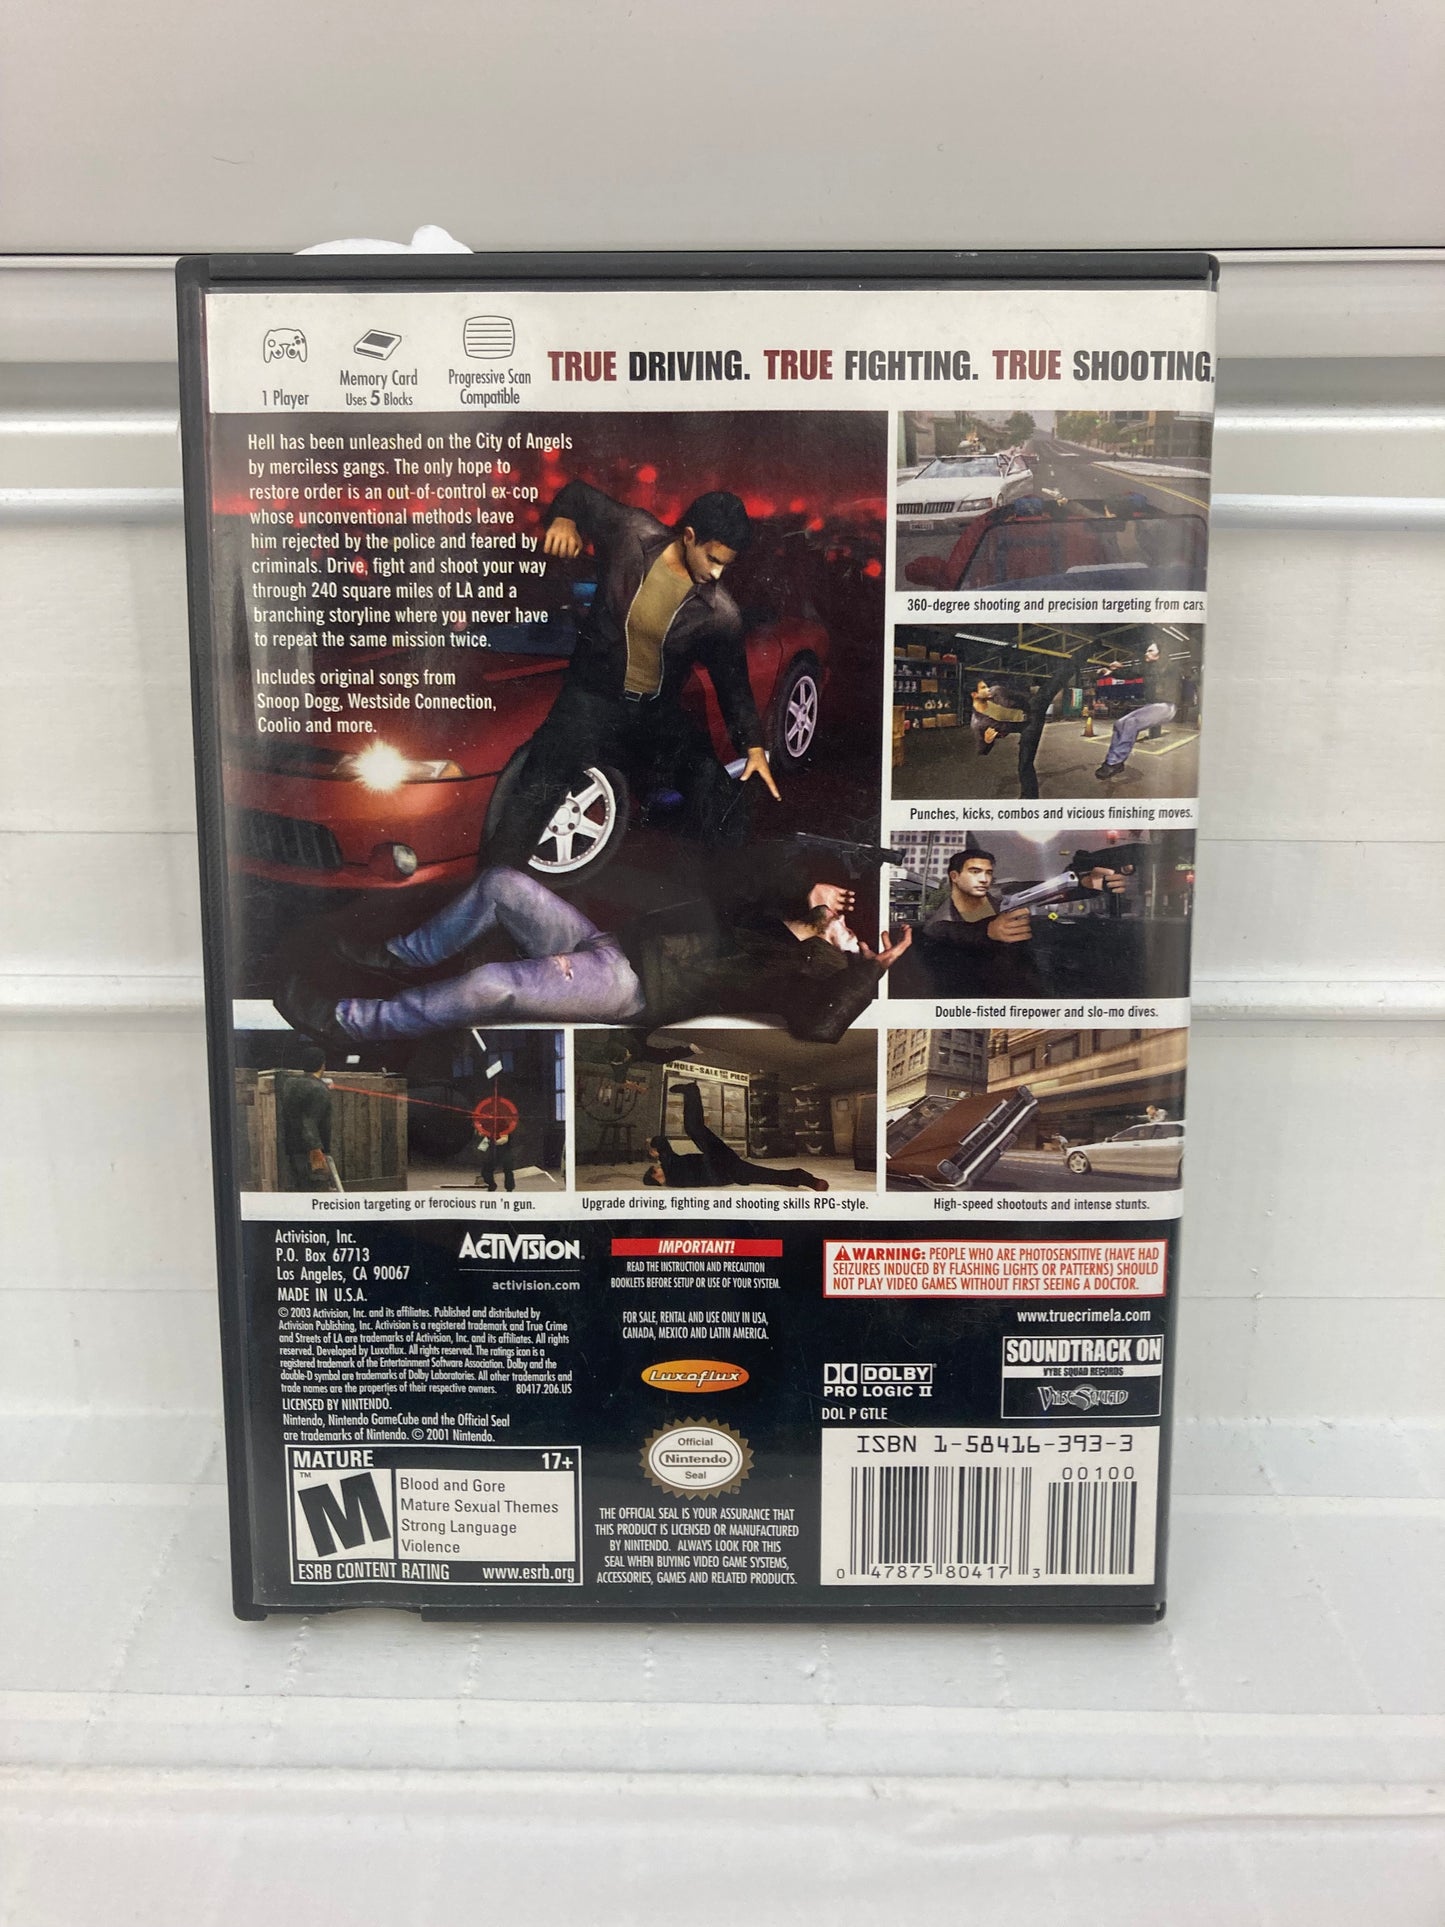 1 Player
Memory Card
Uses 5 Blocks
Progressive Scan
Compatible
TRUE DRIVING. TRUE FIGHTING. TRUE SHOOTING.
Hell has been unleashed on the City of Angels
by merciless gangs. The only hope to
restore order is an out-of-control ex-cop
whose unconventional methods leave
him rejected by the police and feared by
criminals. Drive, fight and shoot your way
through 240 square miles of LA and a
branching storyline where you never have
to repeat the same mission twice.
Includes original songs from
Snoop Dogg, Westside Connection,
Coolio and more.
360-degree shooting and precision targeting from cars.
Punches, kicks, combos and vicious finishing moves.
Double-fisted firepower and slo-mo dives.
WHOLE-SALE PIECE
Precision targeting or ferocious run 'n gun.
Upgrade driving, fighting and shooting skills RPG-style.
High-speed shootouts and intense stunts.
Activision, Inc.
P.O. Box 67713
Los Angeles, CA 90067
MADE IN U.S.A.
ACTIVISION
activision.com
© 2003 Activision, Inc. and its affiliates. Published and distributed by
Activision Publishing, Inc. Activision is a registered trademark and True Crime
and Streets of LA are trademarks of Activision, Inc. and its affiliates. All rights
reserved. Developed by Luxoflux. All rights reserved. The ratings icon is a
registered trademark of the Entertainment Software Association. Dolby and the
double-D symbol are trademarks of Dolby Laboratories. All other trademarks and
trade names are the properties of their respective owners. 80417.206.US
LICENSED BY NINTENDO.
Nintendo, Nintendo GameCube and the Official Seal
are trademarks of Nintendo. © 2001 Nintendo.
MATURE 17+
M
TM
Blood and Gore
Mature Sexual Themes
Strong Language
Violence
ESRB CONTENT RATING www.esrb.org
IMPORTANT!
READ THE INSTRUCTION AND PRECAUTION
BOOKLETS BEFORE SETUP OR USE OF YOUR SYSTEM.
FOR SALE, RENTAL AND USE ONLY IN USA,
CANADA, MEXICO AND LATIN AMERICA.
Luxoflux
Official
Nintendo
Seal
THE OFFICIAL SEAL IS YOUR ASSURANCE THAT
THIS PRODUCT IS LICENSED OR MANUFACTURED
BY NINTENDO. ALWAYS LOOK FOR THIS
SEAL WHEN BUYING VIDEO GAME SYSTEMS,
ACCESSORIES, GAMES AND RELATED PRODUCTS.
WARNING: PEOPLE WHO ARE PHOTOSENSITIVE (HAVE HAD
SEIZURES INDUCED BY FLASHING LIGHTS OR PATTERNS) SHOULD
NOT PLAY VIDEO GAMES WITHOUT FIRST SEEING A DOCTOR.
www.truecrimela.com
DOLBY
PRO LOGIC II
DOL P GTLE
SOUNDTRACK ON
VYBE SQUAD RECORDS
VYBESQUAD
ISBN 1-58416-393-3
00100
0 47875 80417 3